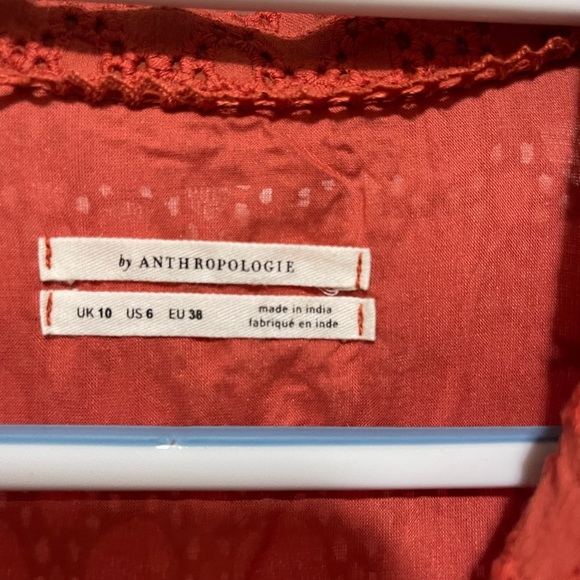 by ANTHROPOLOGIE
UK 10 US 6 EU 38
made in india
fabriqué en inde